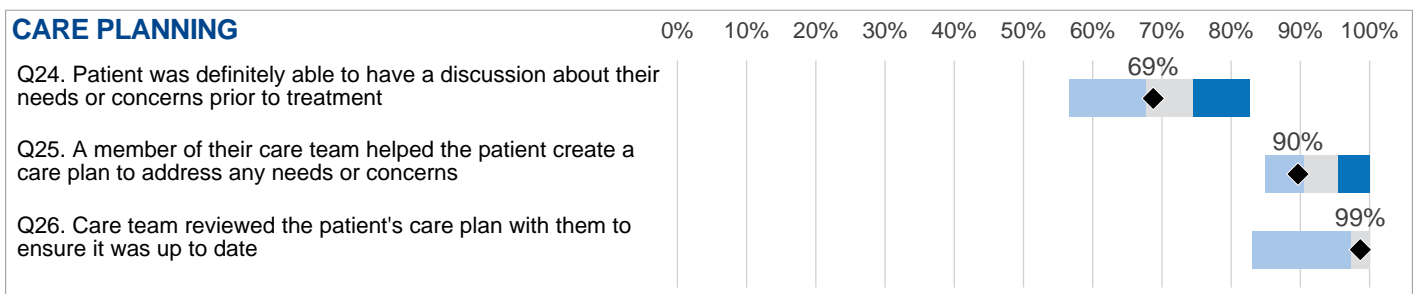 CARE PLANNING
0% 10% 20% 30% 40% 50% 60% 70% 80% 90% 100%
Q24. Patient was definitely able to have a discussion about their
needs or concerns prior to treatment
69%
Q25. A member of their care team helped the patient create a
care plan to address any needs or concerns
90%
Q26. Care team reviewed the patient's care plan with them to
ensure it was up to date
99%